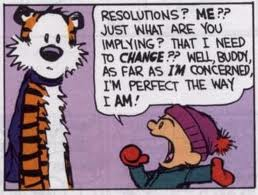 RESOLUTIONS? ME??
JUST WHAT ARE YOU
IMPLYING? THAT I NEED
TO CHANGE?? WELL, BUDDY,
AS FAR AS I'M CONCERNED,
I'M PERFECT THE WAY
I AM!